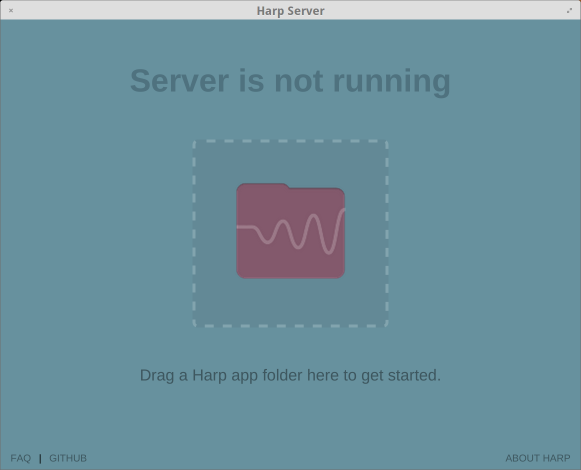 Harp Server
Server is not running
Drag a Harp app folder here to get started.
FAQ | GITHUB
ABOUT HARP